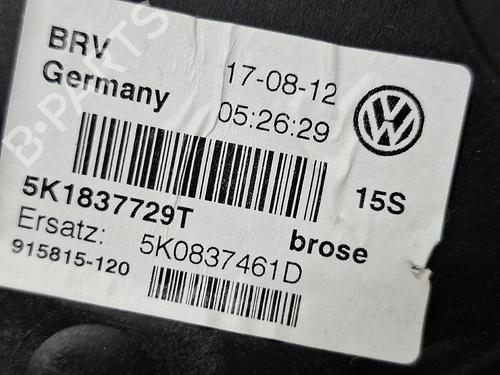 BRV
Germany
17-08-12
05:26:29
5K1837729T
15S
Ersatz: 5K0837461D
brose
915815-120
B-PARTS